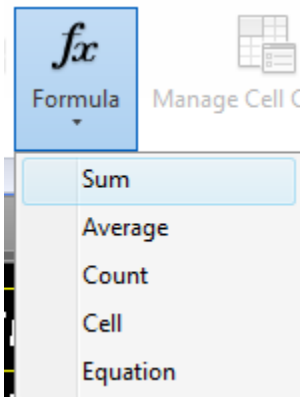 fx
Formula
Manage Cell
Sum
Average
Count
Cell
Equation